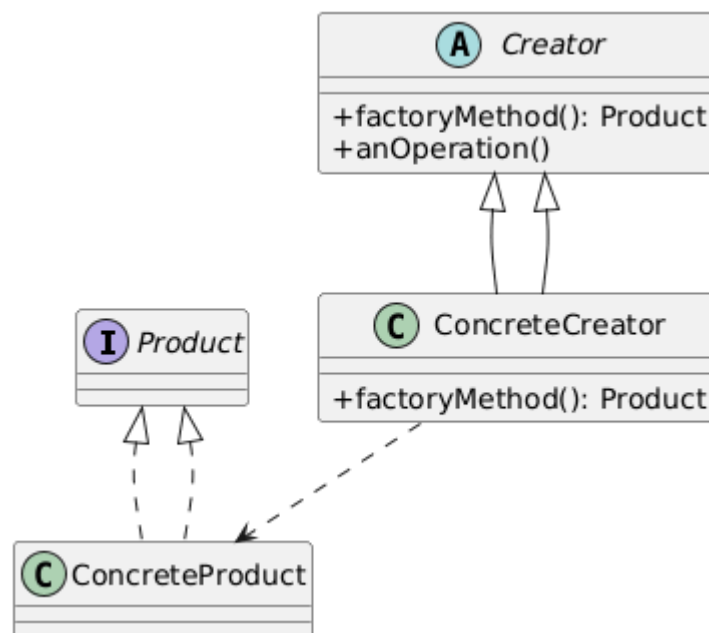 A Creator
+factoryMethod(): Product
+anOperation()
C ConcreteCreator
+factoryMethod(): Product
I Product
C ConcreteProduct